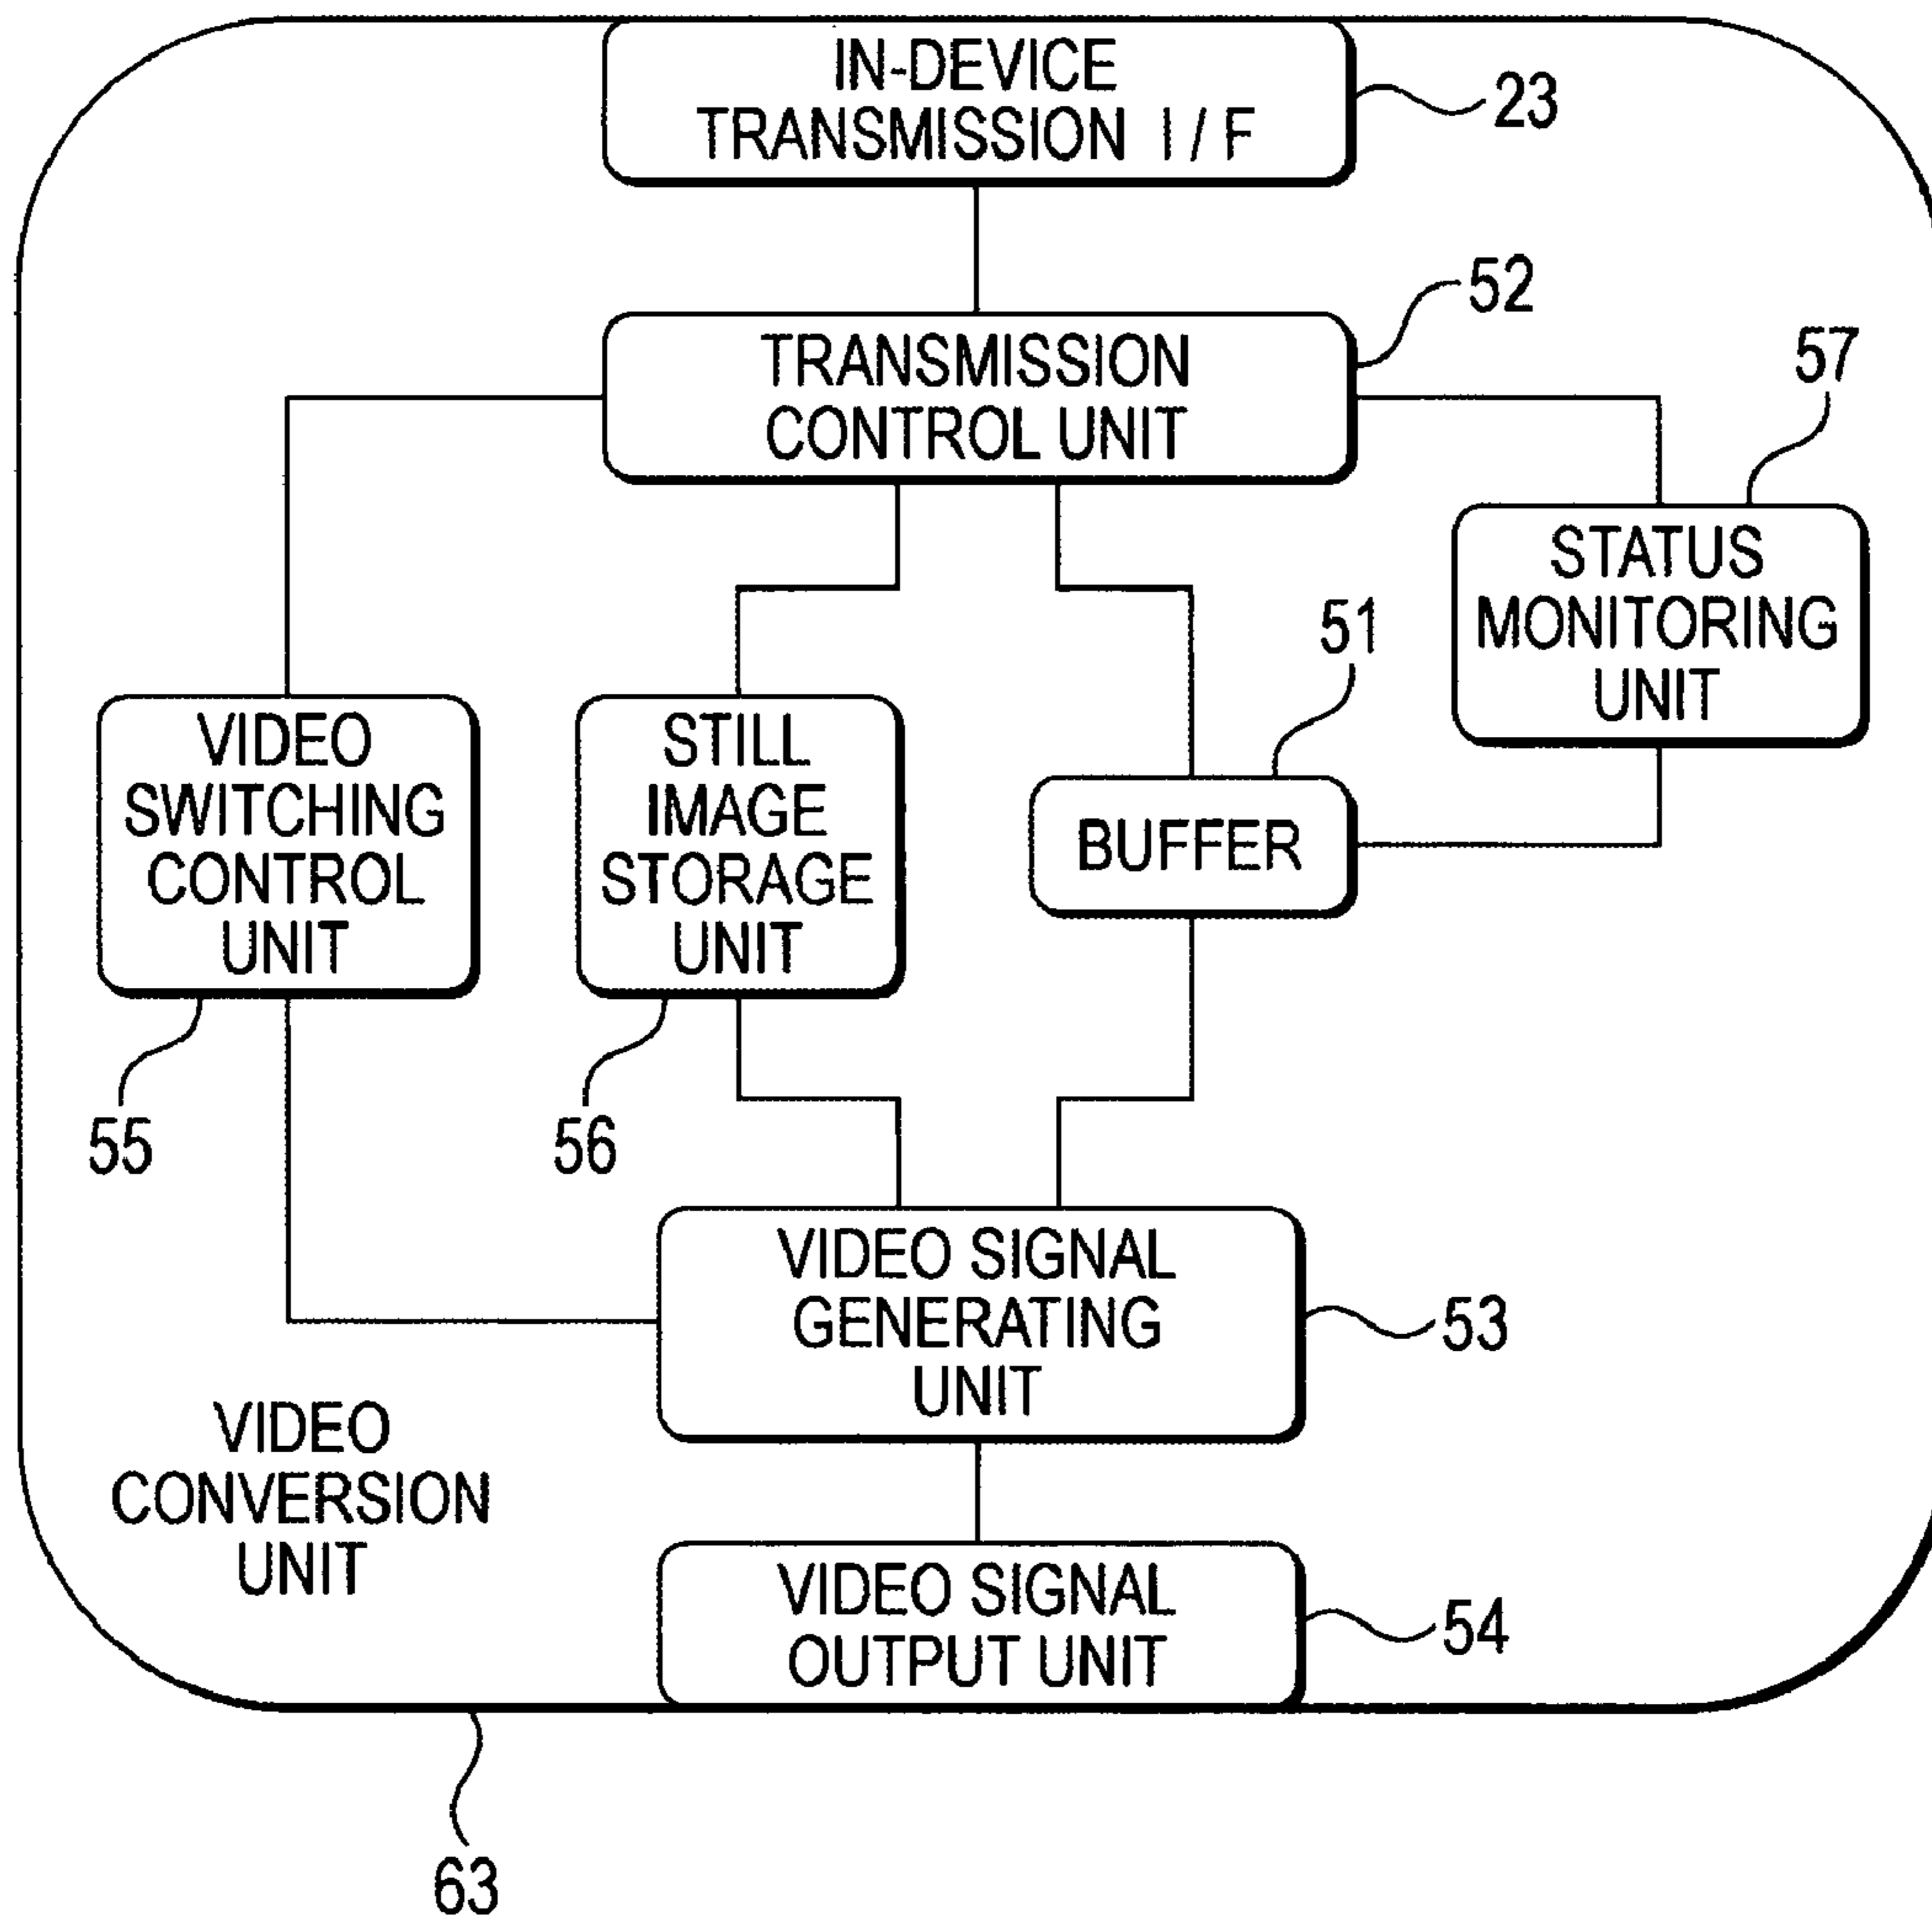 IN-DEVICE
TRANSMISSION I / F
23
52
TRANSMISSION
CONTROL UNIT
57
STATUS
MONITORING
UNIT
51
VIDEO
SWITCHING
CONTROL
UNIT
STILL
IMAGE
STORAGE
UNIT
BUFFER
55
56
VIDEO SIGNAL
GENERATING
UNIT
53
VIDEO
CONVERSION
UNIT
VIDEO SIGNAL
OUTPUT UNIT
54
63